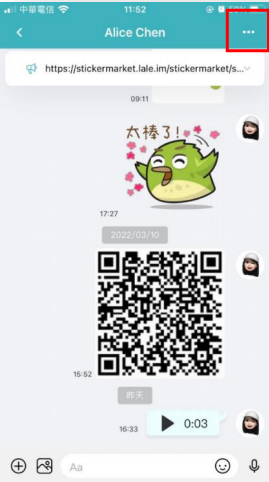 中華電信 11:52
Alice Chen
https://stickermarket.lale.im/stickermarket/s...
09:11
太棒了!
17:27
2022/03/10
15:52
昨天
16:33 0:03
Aa